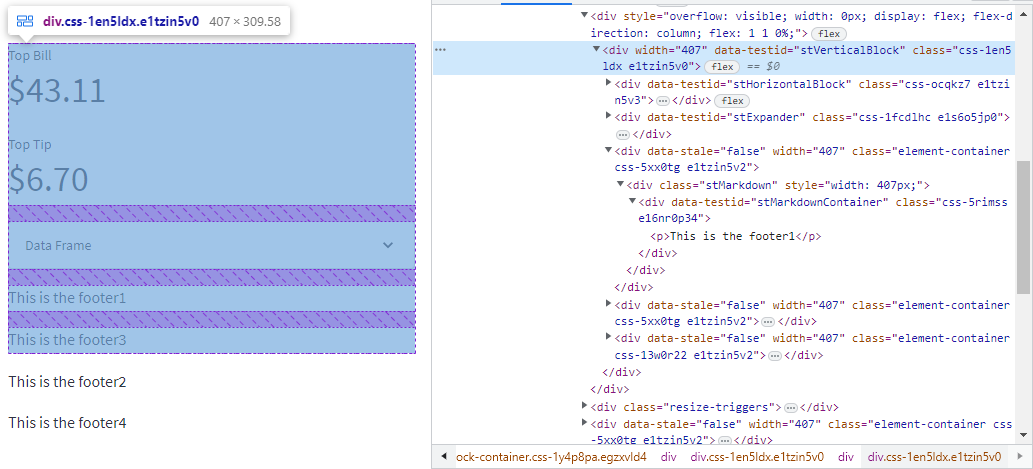 div.css-1en5ldx.e1tzin5v0 407 × 309.58
Top Bill
$43.11
Top Tip
$6.70
Data Frame
This is the footer1
This is the footer3
This is the footer2
This is the footer4
<div style="overflow: visible; width: 0px; display: flex; flex-d
irection: column; flex: 1 1 0%;"> flex
<div width="407" data-testid="stVerticalBlock" class="css-1en5
ldx e1tzin5v0"> flex == $0
<div data-testid="stHorizontalBlock" class="css-ocqkz7 e1tzi
n5v3">…</div> flex
<div data-testid="stExpander" class="css-1fcdlhc e1s6o5jp0">
…</div>
<div data-stale="false" width="407" class="element-container
css-5xx0tg e1tzin5v2">
<div class="stMarkdown" style="width: 407px;">
<div data-testid="stMarkdownContainer" class="css-5rimss
e16nr0p34">
<p>This is the footer1</p>
</div>
</div>
</div>
<div data-stale="false" width="407" class="element-container
css-5xx0tg e1tzin5v2">…</div>
<div data-stale="false" width="407" class="element-container
css-13w0r22 e1tzin5v2">…</div>
</div>
</div>
<div class="resize-triggers">…</div>
<div data-stale="false" width="407" class="element-container css
-5xx0tg e1tzin5v2">…</div>
ock-container.css-1y4p8pa.egzxvld4 div div.css-1en5ldx.e1tzin5v0 div div.css-1en5ldx.e1tzin5v0